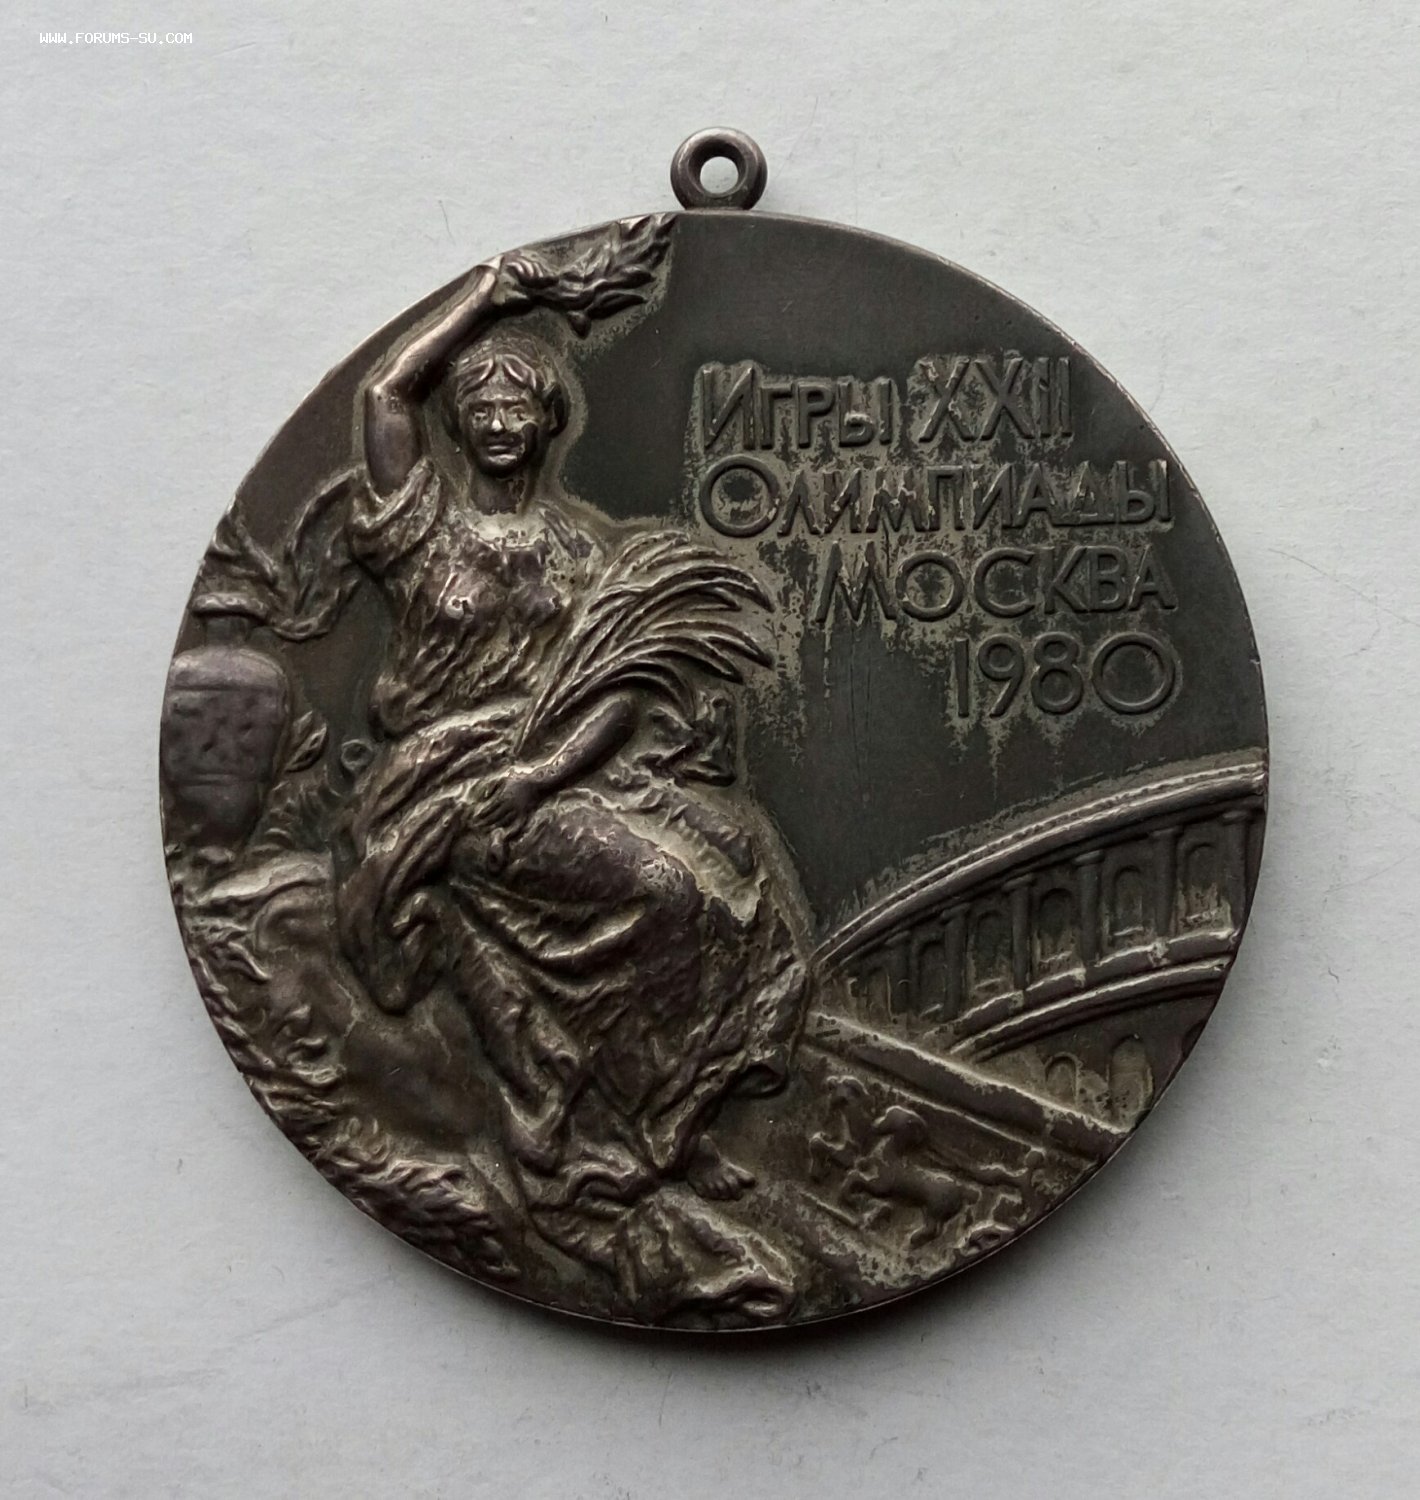 WWW.FORUMS-SU.COM
Игры XXII
Олимпиады
Москва
1980